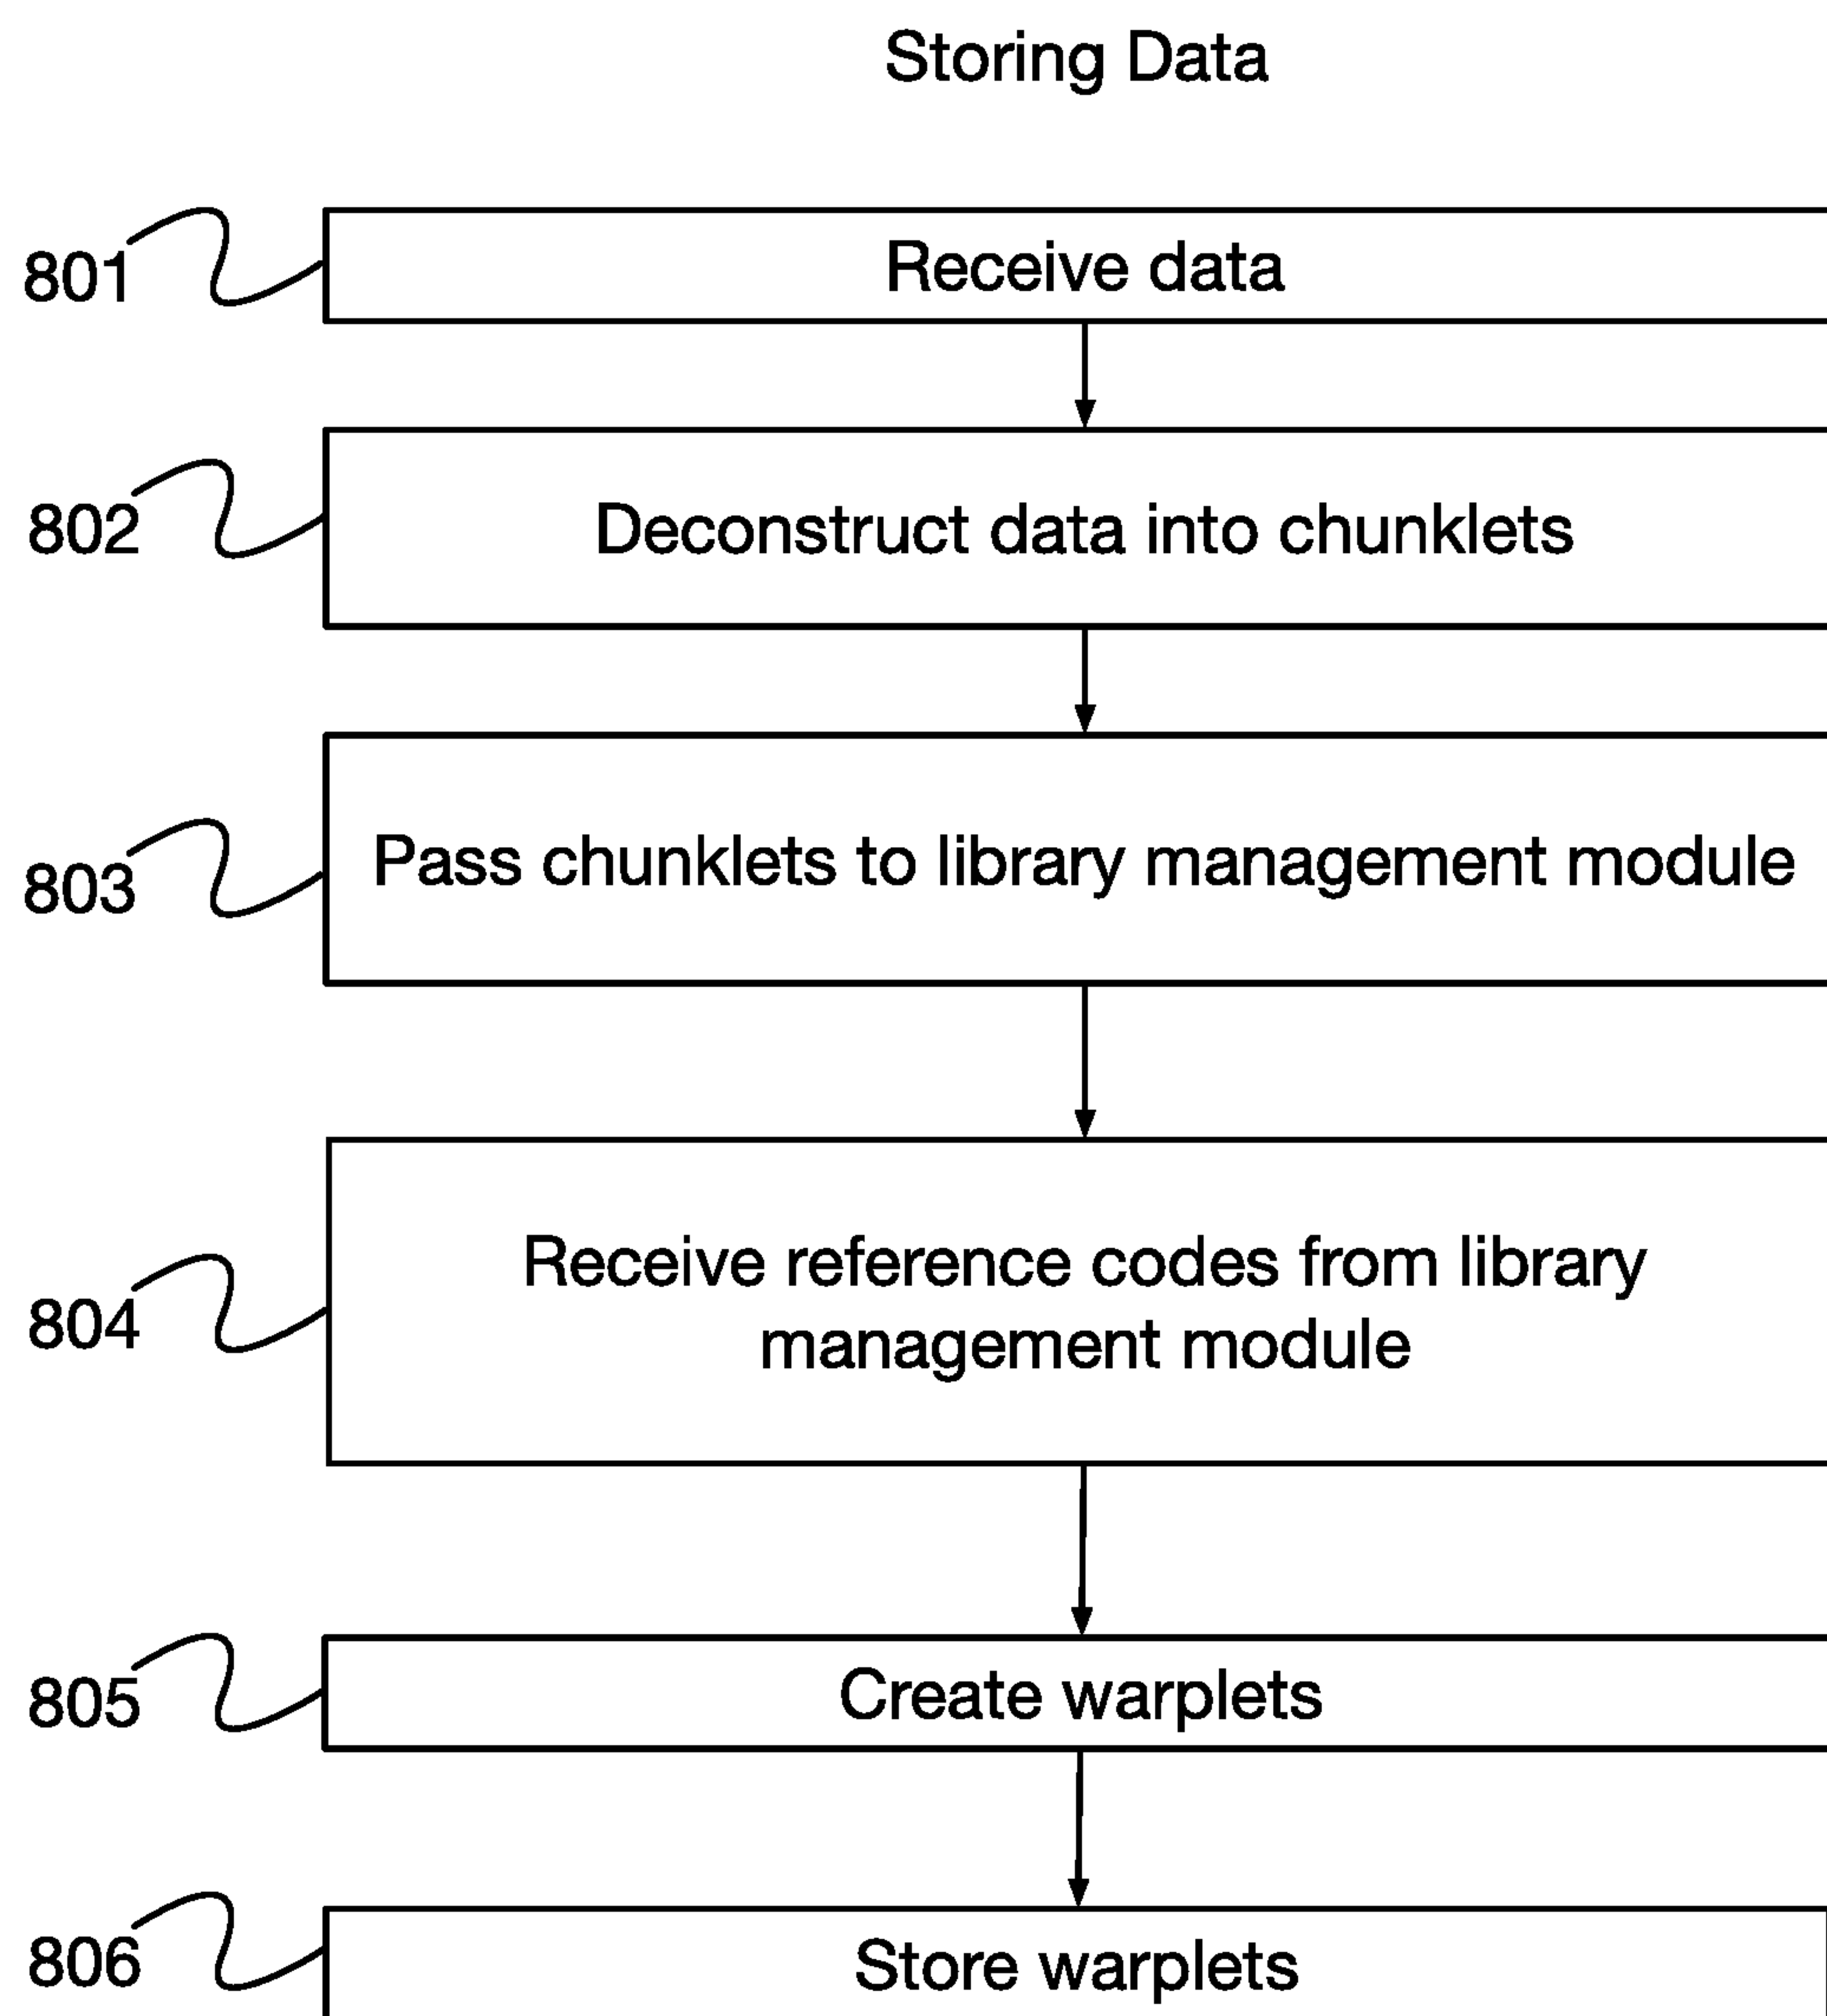 Storing Data
801
Receive data
802
Deconstruct data into chunklets
803
Pass chunklets to library management module
804
Receive reference codes from library
management module
805
Create warplets
806
Store warplets